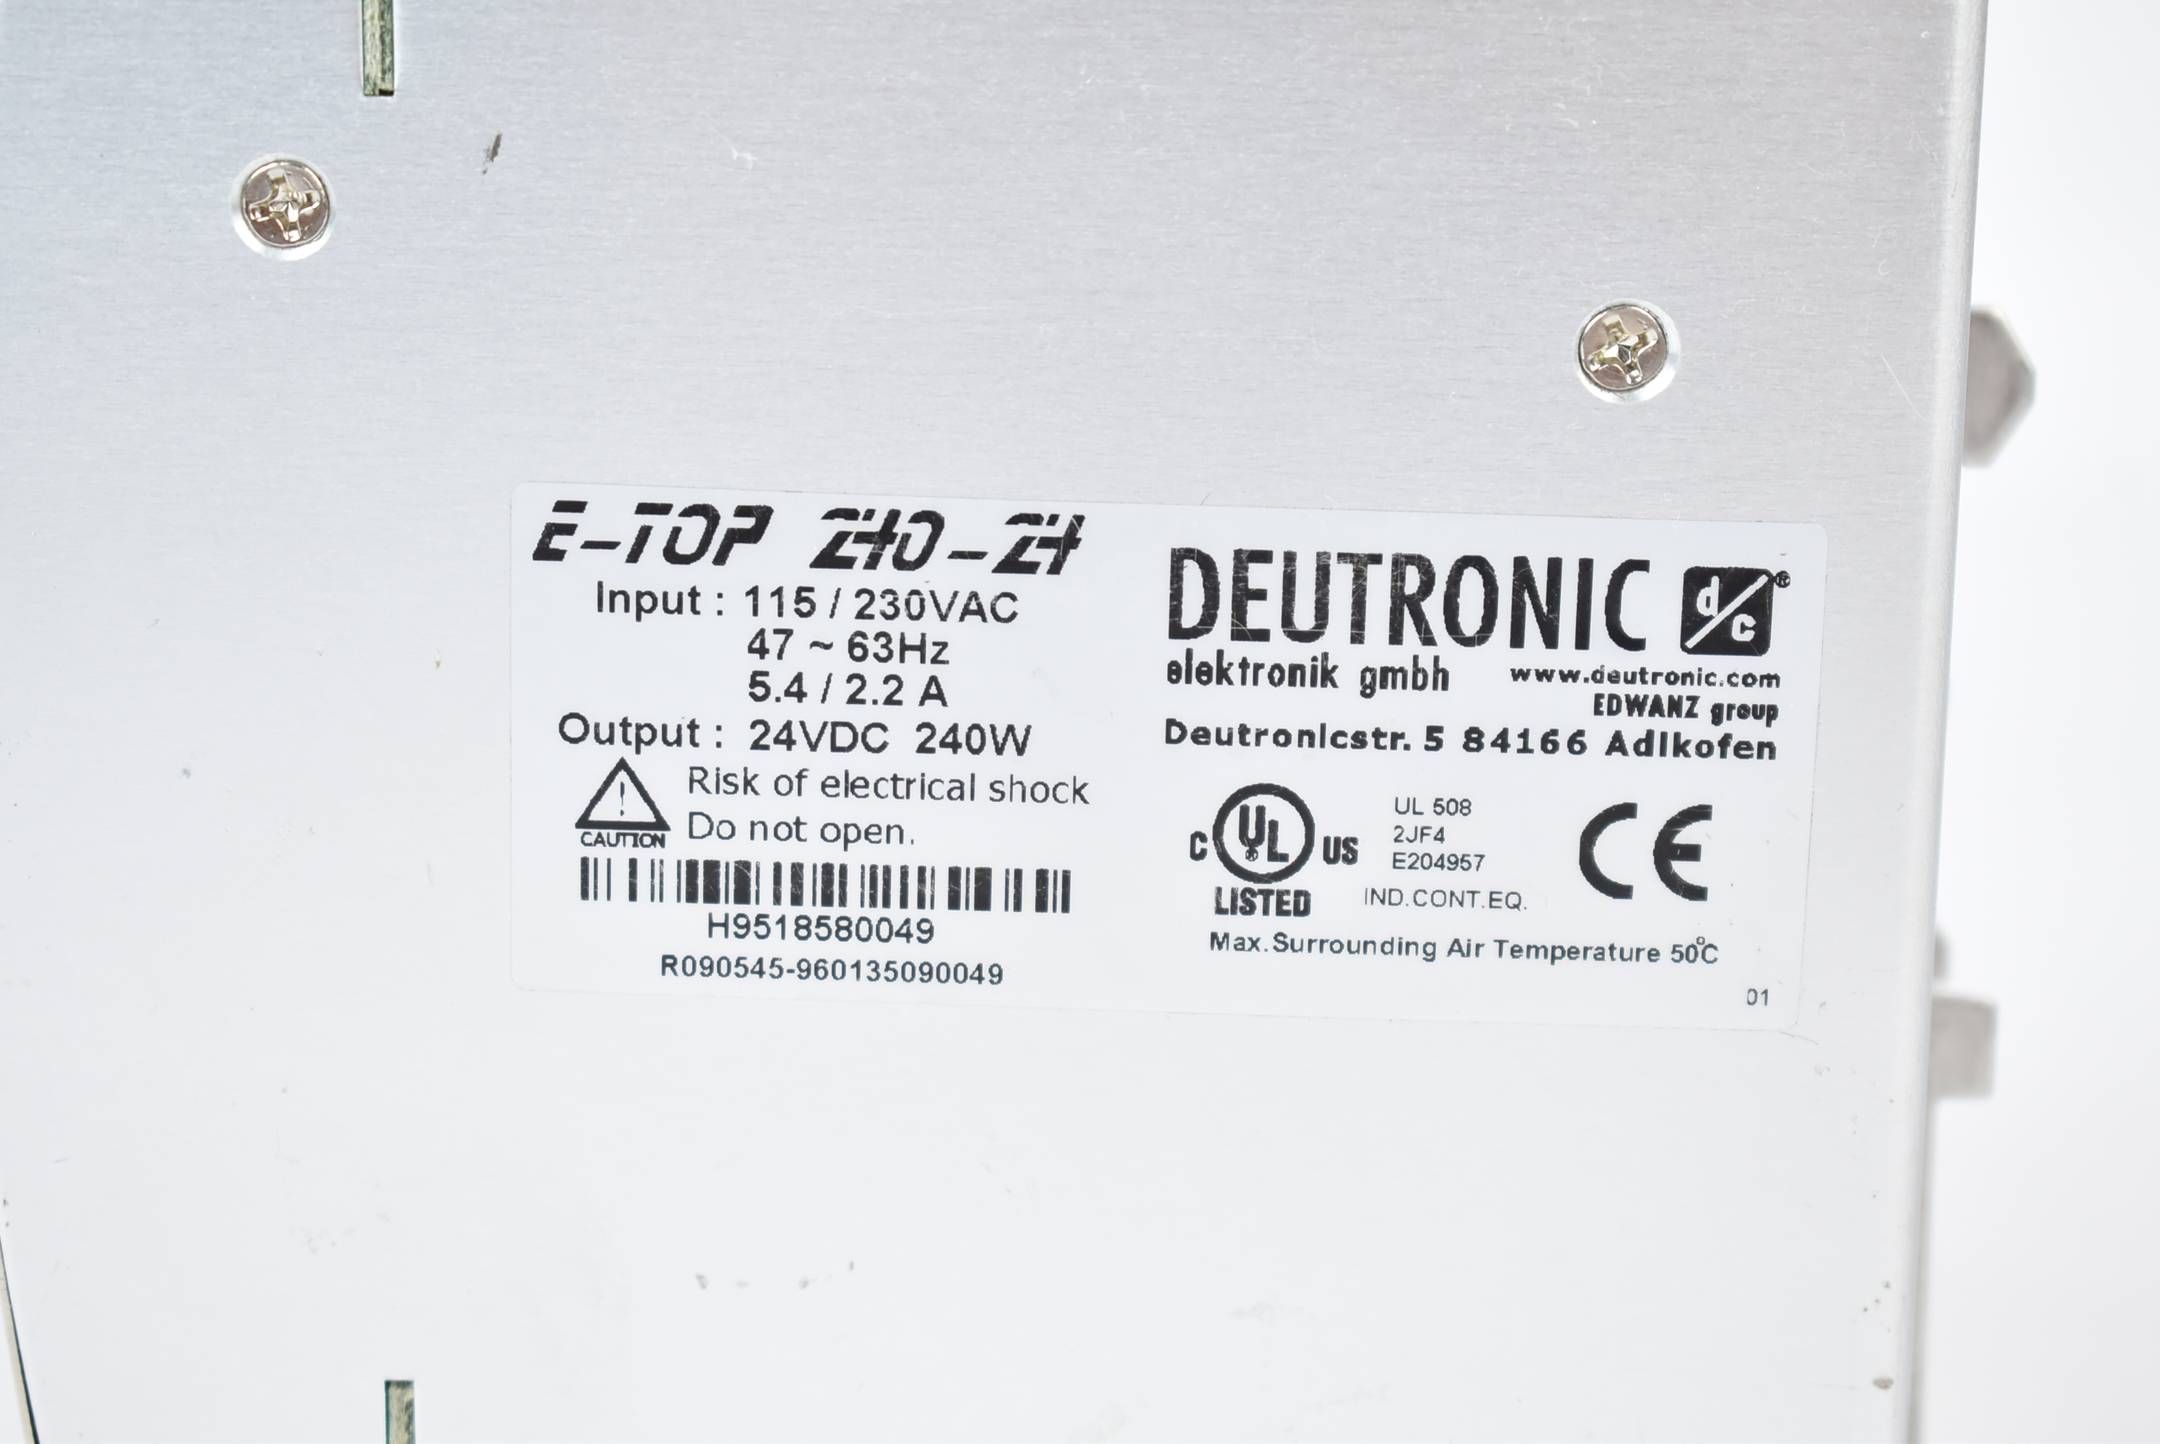 E-TOP 240-24
Input : 115 / 230VAC
47 ~ 63Hz
5.4 / 2.2 A
Output : 24VDC 240W
Risk of electrical shock
Do not open.
CAUTION
H9518580049
R090545-960135090049
DEUTRONIC d/c®
elektronik gmbh www.deutronic.com
EDWANZ group
Deutronicstr. 5 84166 Adlkofen
C UL US
LISTED
UL 508
2JF4
E204957
IND.CONT.EQ.
CE
Max.Surrounding Air Temperature 50°C
01